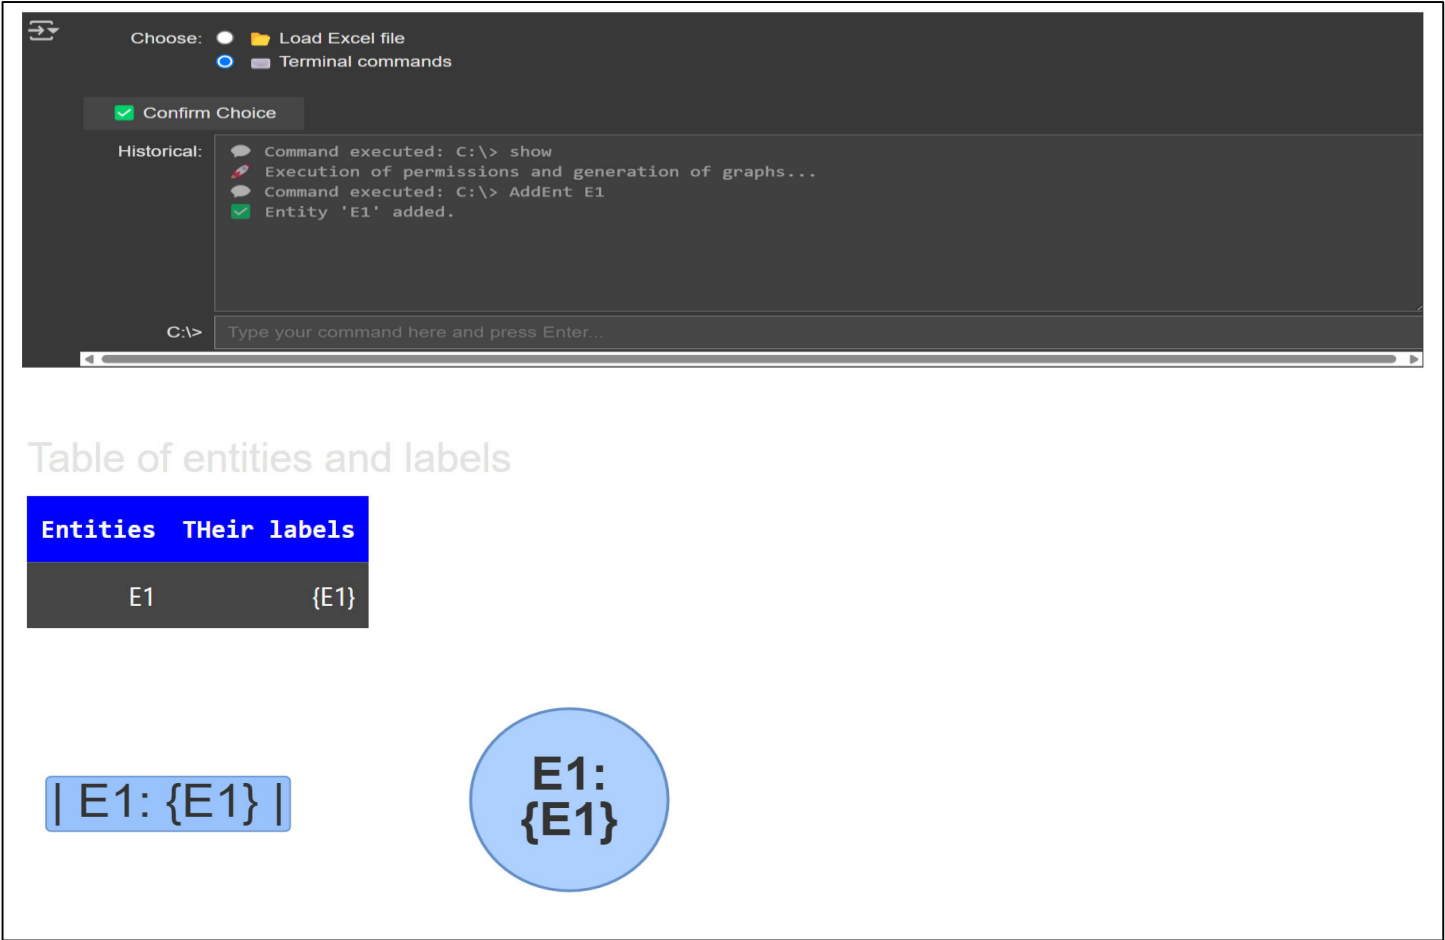 Choose: Load Excel file
Terminal commands
Confirm Choice
Historical: Command executed: C:\> show
Execution of permissions and generation of graphs...
Command executed: C:\> AddEnt E1
Entity 'E1' added.
C:\> Type your command here and press Enter...
Table of entities and labels
Entities THeir labels
E1 {E1}
| E1: {E1} |
E1:
{E1}